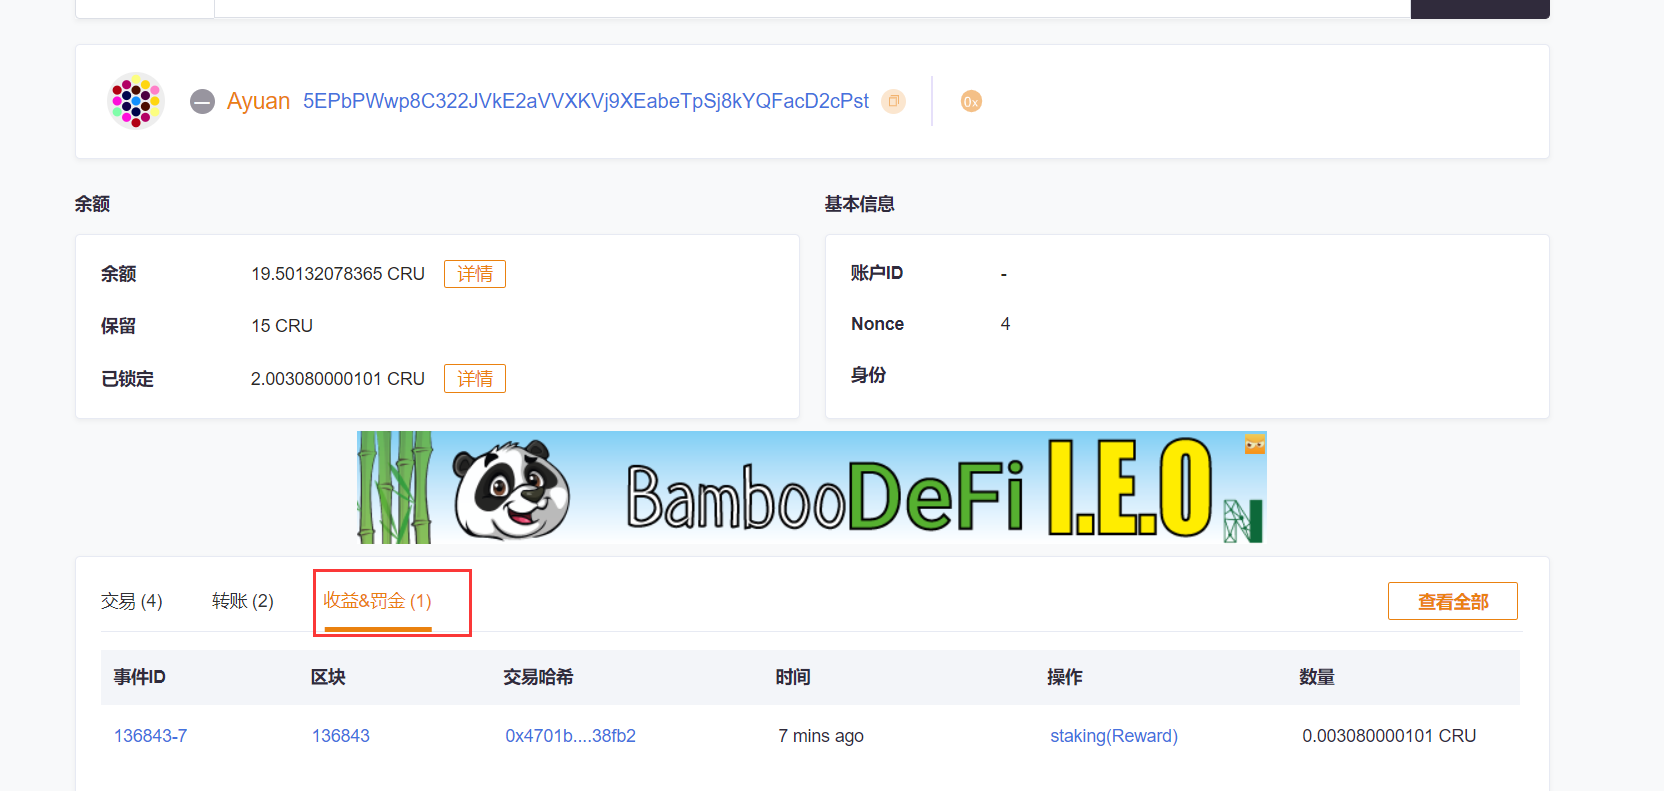 Ayuan 5EPbPWwp8C322JVkE2aVVXKVj9XEabeTpSj8kYQFacD2cPst 0x
余额
余额 19.50132078365 CRU 详情
保留 15 CRU
已锁定 2.003080000101 CRU 详情
基本信息
账户ID -
Nonce 4
身份
BambooDeFi I.E.O N
交易 (4) 转账 (2) 收益&罚金 (1) 查看全部
事件ID 区块 交易哈希 时间 操作 数量
136843-7 136843 0x4701b....38fb2 7 mins ago staking(Reward) 0.003080000101 CRU